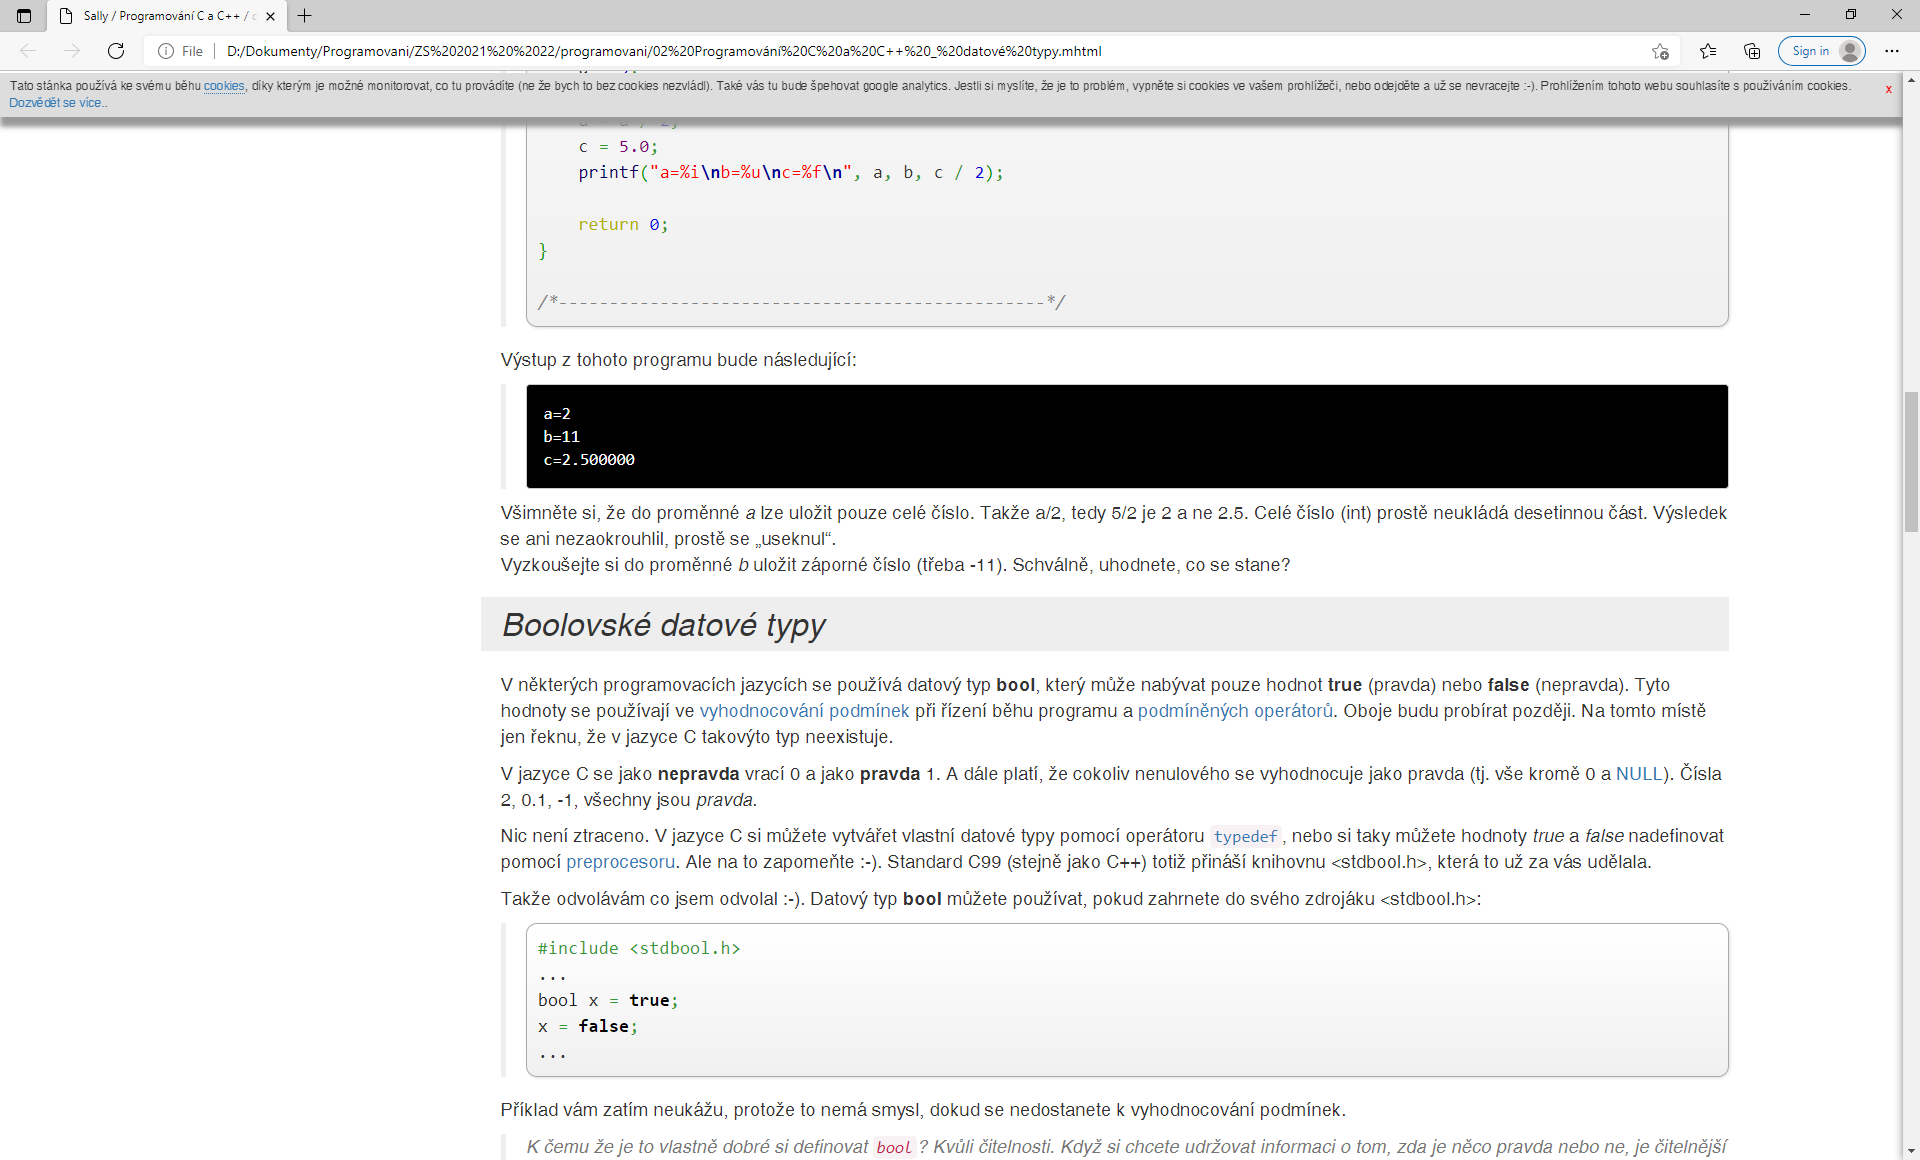 Sally / Programování C a C++ /
Sign in
File
D:/Dokumenty/Programovani/ZS%202021%20%2022/programovani/02%20Programování%20C%20a%20C++%20_%20datové%20typy.mhtml
Tato stánka používá ke svému běhu cookies, díky kterým je možné monitorovat, co tu provádíte (ne že bych to bez cookies nezvládl). Také vás tu bude špehovat google analytics. Jestli si myslíte, že je to problém, vypněte si cookies ve vašem prohlížeči, nebo odejděte a už se nevracejte :-). Prohlížením tohoto webu souhlasíte s používáním cookies.
x
Dozvědět se více..
c = 5.0;
printf("a=%i\nb=%u\nc=%f\n", a, b, c / 2);
return 0;
}
/*------------------------------------------------*/
Výstup z tohoto programu bude následující:
a=2
b=11
c=2.500000
Všimněte si, že do proměnné a lze uložit pouze celé číslo. Takže a/2, tedy 5/2 je 2 a ne 2.5. Celé číslo (int) prostě neukládá desetinnou část. Výsledek
se ani nezaokrouhlil, prostě se „useknul“.
Vyzkoušejte si do proměnné b uložit záporné číslo (třeba -11). Schválně, uhodnete, co se stane?
Boolovské datové typy
V některých programovacích jazycích se používá datový typ bool, který může nabývat pouze hodnot true (pravda) nebo false (nepravda). Tyto
hodnoty se používají ve vyhodnocování podmínek při řízení běhu programu a podmíněných operátorů. Oboje budu probírat později. Na tomto místě
jen řeknu, že v jazyce C takovýto typ neexistuje.
V jazyce C se jako nepravda vrací 0 a jako pravda 1. A dále platí, že cokoliv nenulového se vyhodnocuje jako pravda (tj. vše kromě 0 a NULL). Čísla
2, 0.1, -1, všechny jsou pravda.
Nic není ztraceno. V jazyce C si můžete vytvářet vlastní datové typy pomocí operátoru typedef, nebo si taky můžete hodnoty true a false nadefinovat
pomocí preprocesoru. Ale na to zapomeňte :-). Standard C99 (stejně jako C++) totiž přináší knihovnu <stdbool.h>, která to už za vás udělala.
Takže odvolávám co jsem odvolal :-). Datový typ bool můžete používat, pokud zahrnete do svého zdrojáku <stdbool.h>:
#include <stdbool.h>
...
bool x = true;
x = false;
...
Příklad vám zatím neukážu, protože to nemá smysl, dokud se nedostanete k vyhodnocování podmínek.
K čemu že je to vlastně dobré si definovat bool? Kvůli čitelnosti. Když si chcete udržovat informaci o tom, zda je něco pravda nebo ne, je čitelnější